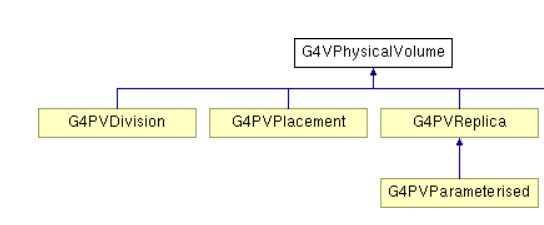 G4VPhysicalVolume
G4PVDivision
G4PVPlacement
G4PVReplica
G4PVParameterised